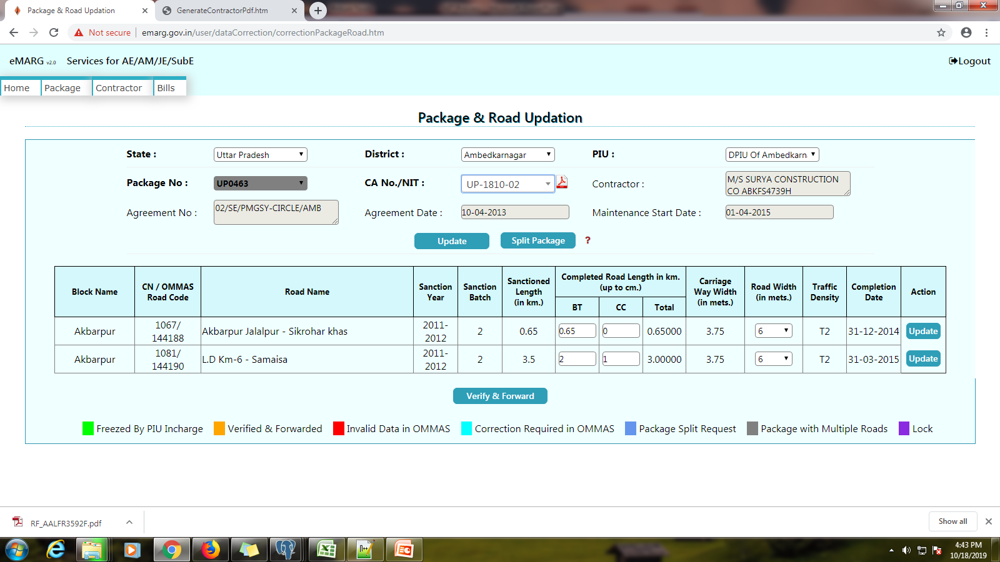 Package & Road Updation
GenerateContractorPdf.htm
Not secure | emarg.gov.in/user/dataCorrection/correctionPackageRoad.htm
eMARG v2.0 Services for AE/AM/JE/SubE Logout
Home Package Contractor Bills
Package & Road Updation
State : Uttar Pradesh District : Ambedkarnagar PIU : DPIU Of Ambedkarn
Package No : UP0463 CA No./NIT : UP-1810-02 Contractor : M/S SURYA CONSTRUCTION
CO ABKFS4739H
Agreement No : 02/SE/PMGSY-CIRCLE/AMB Agreement Date : 10-04-2013 Maintenance Start Date : 01-04-2015
Update Split Package ?
Block Name
CN / OMMAS
Road Code
Road Name
Sanction
Year
Sanction
Batch
Sanctioned
Length
(in km.)
Completed Road Length in km.
(up to cm.)
BT CC Total
Carriage
Way Width
(in mets.)
Road Width
(in mets.)
Traffic
Density
Completion
Date
Action
Akbarpur 1067/
144188 Akbarpur Jalalpur - Sikrohar khas 2011-
2012 2 0.65 0.65 0 0.65000 3.75 6 T2 31-12-2014 Update
Akbarpur 1081/
144190 L.D Km-6 - Samaisa 2011-
2012 2 3.5 2 1 3.00000 3.75 6 T2 31-03-2015 Update
Verify & Forward
Freezed By PIU Incharge Verified & Forwarded Invalid Data in OMMAS Correction Required in OMMAS Package Split Request Package with Multiple Roads Lock
RF_AALFR3592F.pdf Show all
4:43 PM
10/18/2019